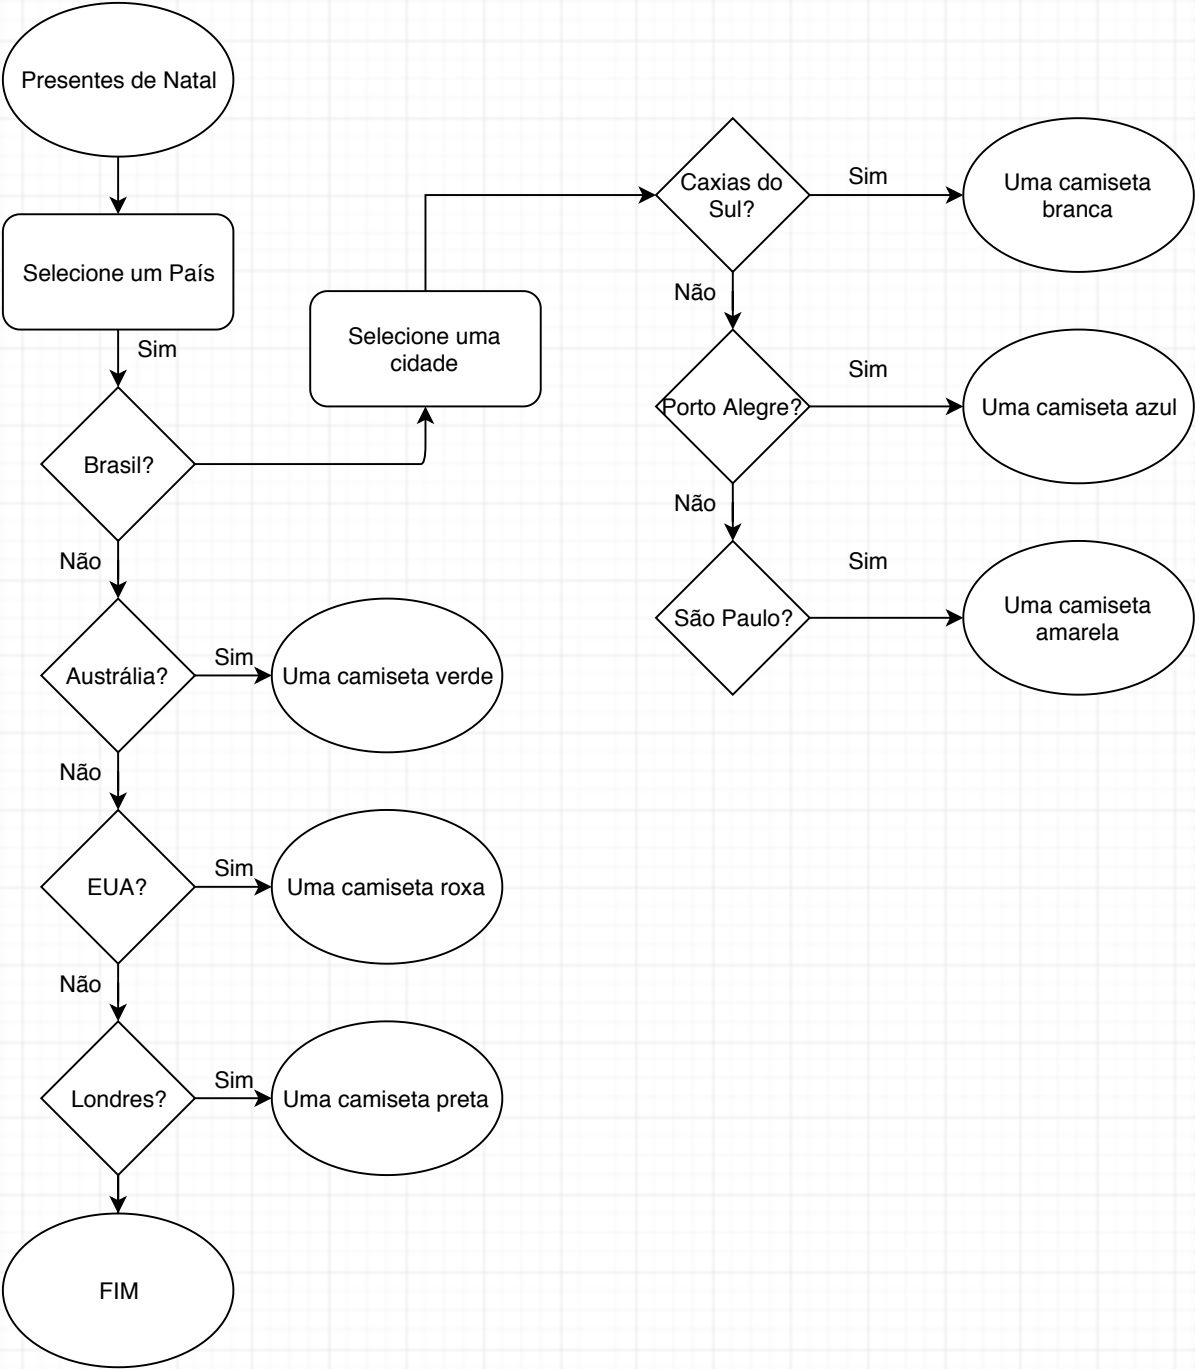 Presentes de Natal
Selecione um País
Sim
Brasil?
Selecione uma
cidade
Não
Austrália?
Sim
Uma camiseta verde
Não
EUA?
Sim
Uma camiseta roxa
Não
Londres?
Sim
Uma camiseta preta
FIM
Caxias do
Sul?
Sim
Uma camiseta
branca
Não
Porto Alegre?
Sim
Uma camiseta azul
Não
São Paulo?
Sim
Uma camiseta
amarela